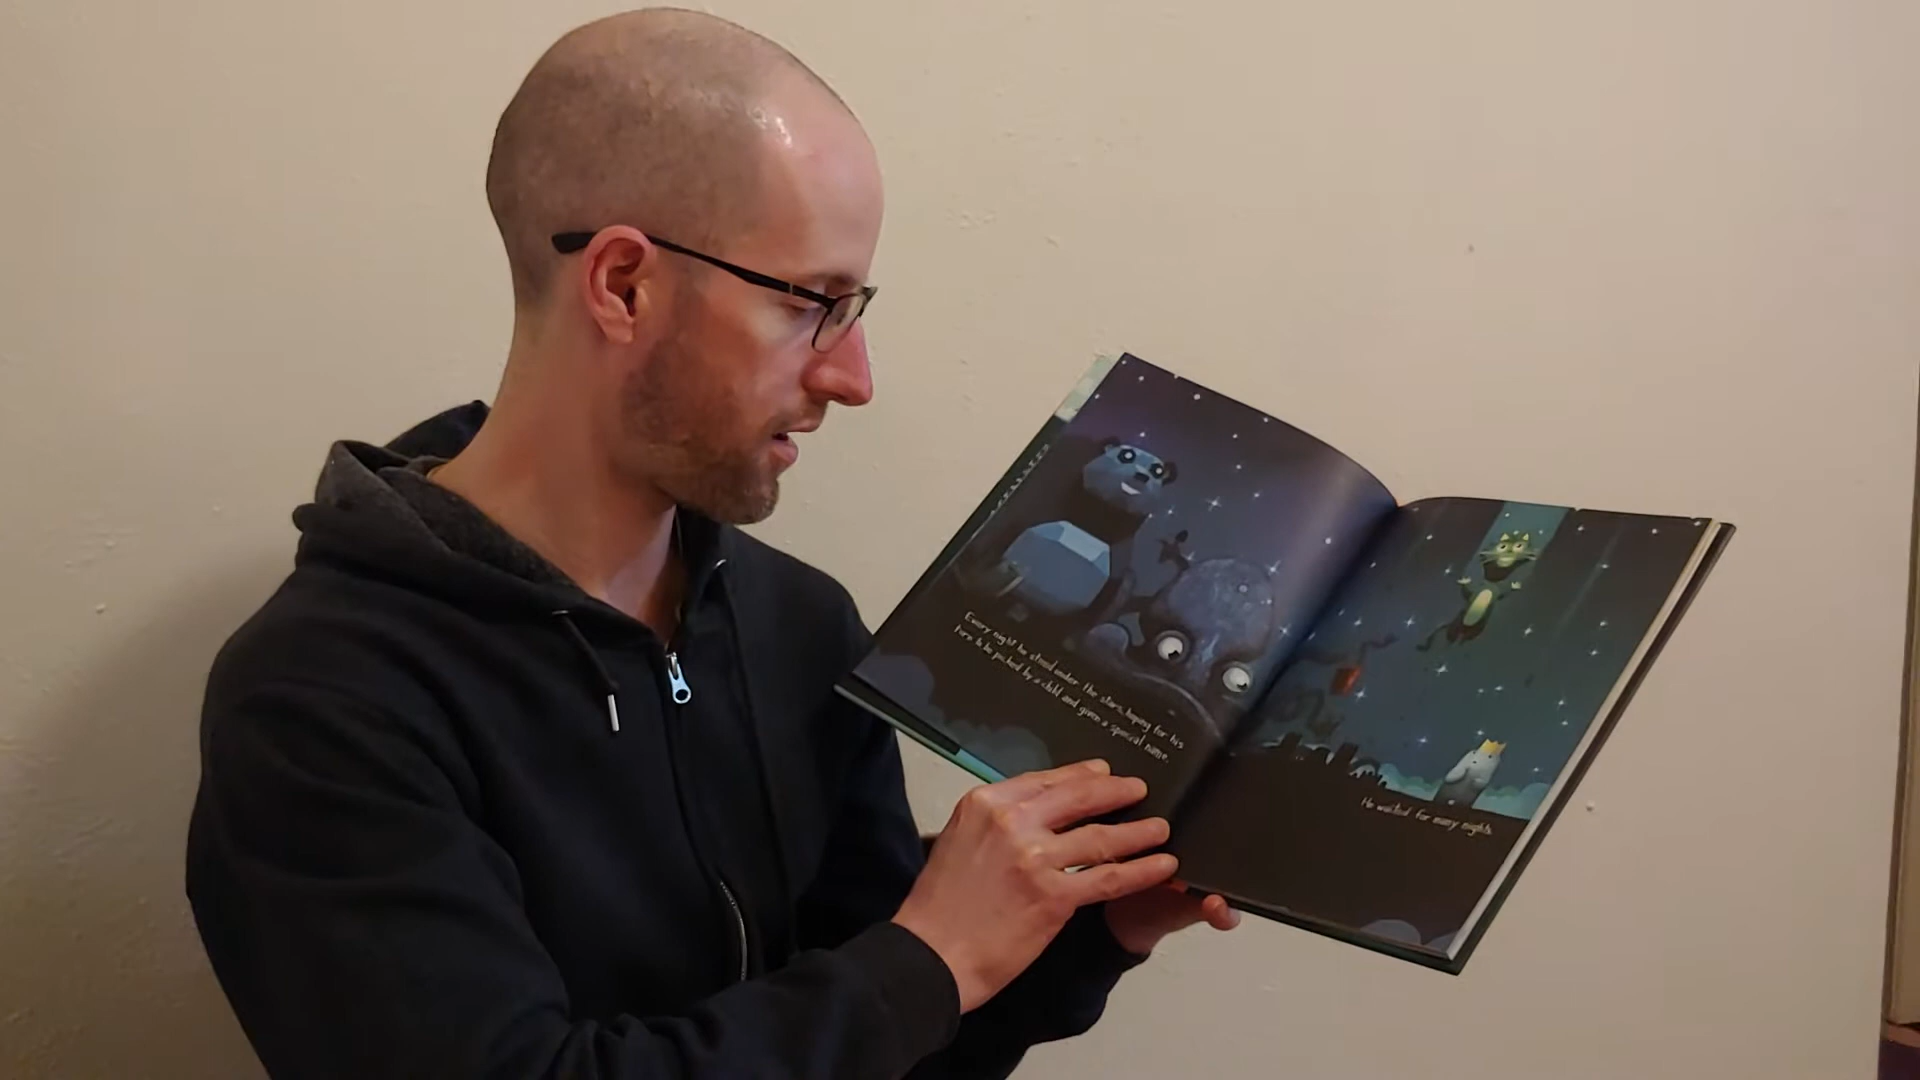 Every night he stood under the stars, hoping for his
turn to be picked by a child and given a special name.
He waited for many nights.